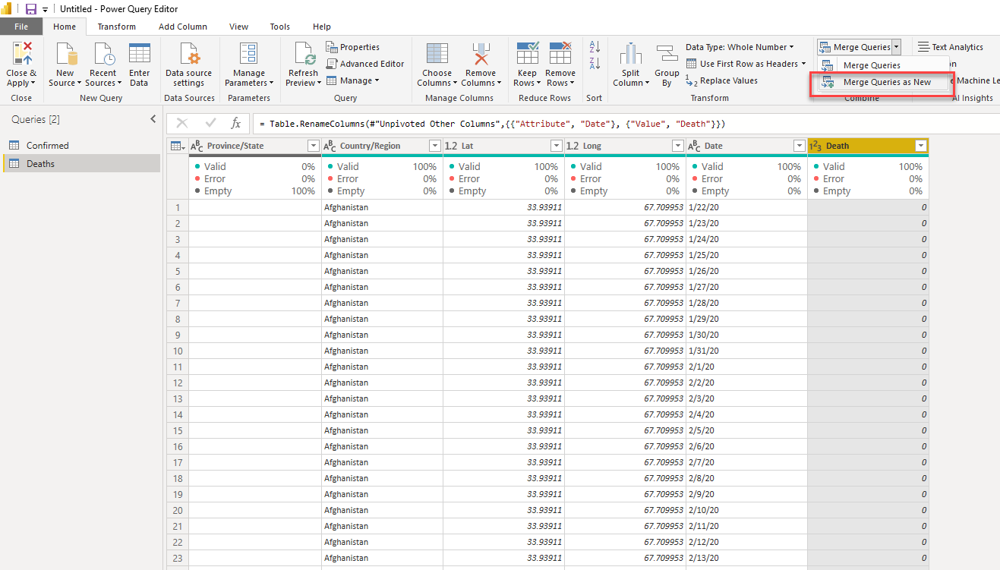 Untitled - Power Query Editor
File Home Transform Add Column View Tools Help
Close & Apply
New Source
Recent Sources
Enter Data
Data source settings
Manage Parameters
Refresh Preview
Properties
Advanced Editor
Manage
Choose Columns
Remove Columns
Keep Rows
Remove Rows
A Z
Z A
Split Column
Group By
Data Type: Whole Number
Use First Row as Headers
1 2 Replace Values
Merge Queries
Merge Queries
Merge Queries as New
Text Analytics
Close New Query Data Sources Parameters Query Manage Columns Reduce Rows Sort Transform Combine AI Insights
Queries [2]
Confirmed
Deaths
fx = Table.RenameColumns(#"Unpivoted Other Columns",{{"Attribute", "Date"}, {"Value", "Death"}})
ABC Province/State ABC Country/Region 1.2 Lat 1.2 Long ABC Date 123 Death
Valid 0% Valid 100% Valid 100% Valid 100% Valid 100% Valid 100%
Error 0% Error 0% Error 0% Error 0% Error 0% Error 0%
Empty 100% Empty 0% Empty 0% Empty 0% Empty 0% Empty 0%
1 Afghanistan 33.93911 67.709953 1/22/20 0
2 Afghanistan 33.93911 67.709953 1/23/20 0
3 Afghanistan 33.93911 67.709953 1/24/20 0
4 Afghanistan 33.93911 67.709953 1/25/20 0
5 Afghanistan 33.93911 67.709953 1/26/20 0
6 Afghanistan 33.93911 67.709953 1/27/20 0
7 Afghanistan 33.93911 67.709953 1/28/20 0
8 Afghanistan 33.93911 67.709953 1/29/20 0
9 Afghanistan 33.93911 67.709953 1/30/20 0
10 Afghanistan 33.93911 67.709953 1/31/20 0
11 Afghanistan 33.93911 67.709953 2/1/20 0
12 Afghanistan 33.93911 67.709953 2/2/20 0
13 Afghanistan 33.93911 67.709953 2/3/20 0
14 Afghanistan 33.93911 67.709953 2/4/20 0
15 Afghanistan 33.93911 67.709953 2/5/20 0
16 Afghanistan 33.93911 67.709953 2/6/20 0
17 Afghanistan 33.93911 67.709953 2/7/20 0
18 Afghanistan 33.93911 67.709953 2/8/20 0
19 Afghanistan 33.93911 67.709953 2/9/20 0
20 Afghanistan 33.93911 67.709953 2/10/20 0
21 Afghanistan 33.93911 67.709953 2/11/20 0
22 Afghanistan 33.93911 67.709953 2/12/20 0
23 Afghanistan 33.93911 67.709953 2/13/20 0